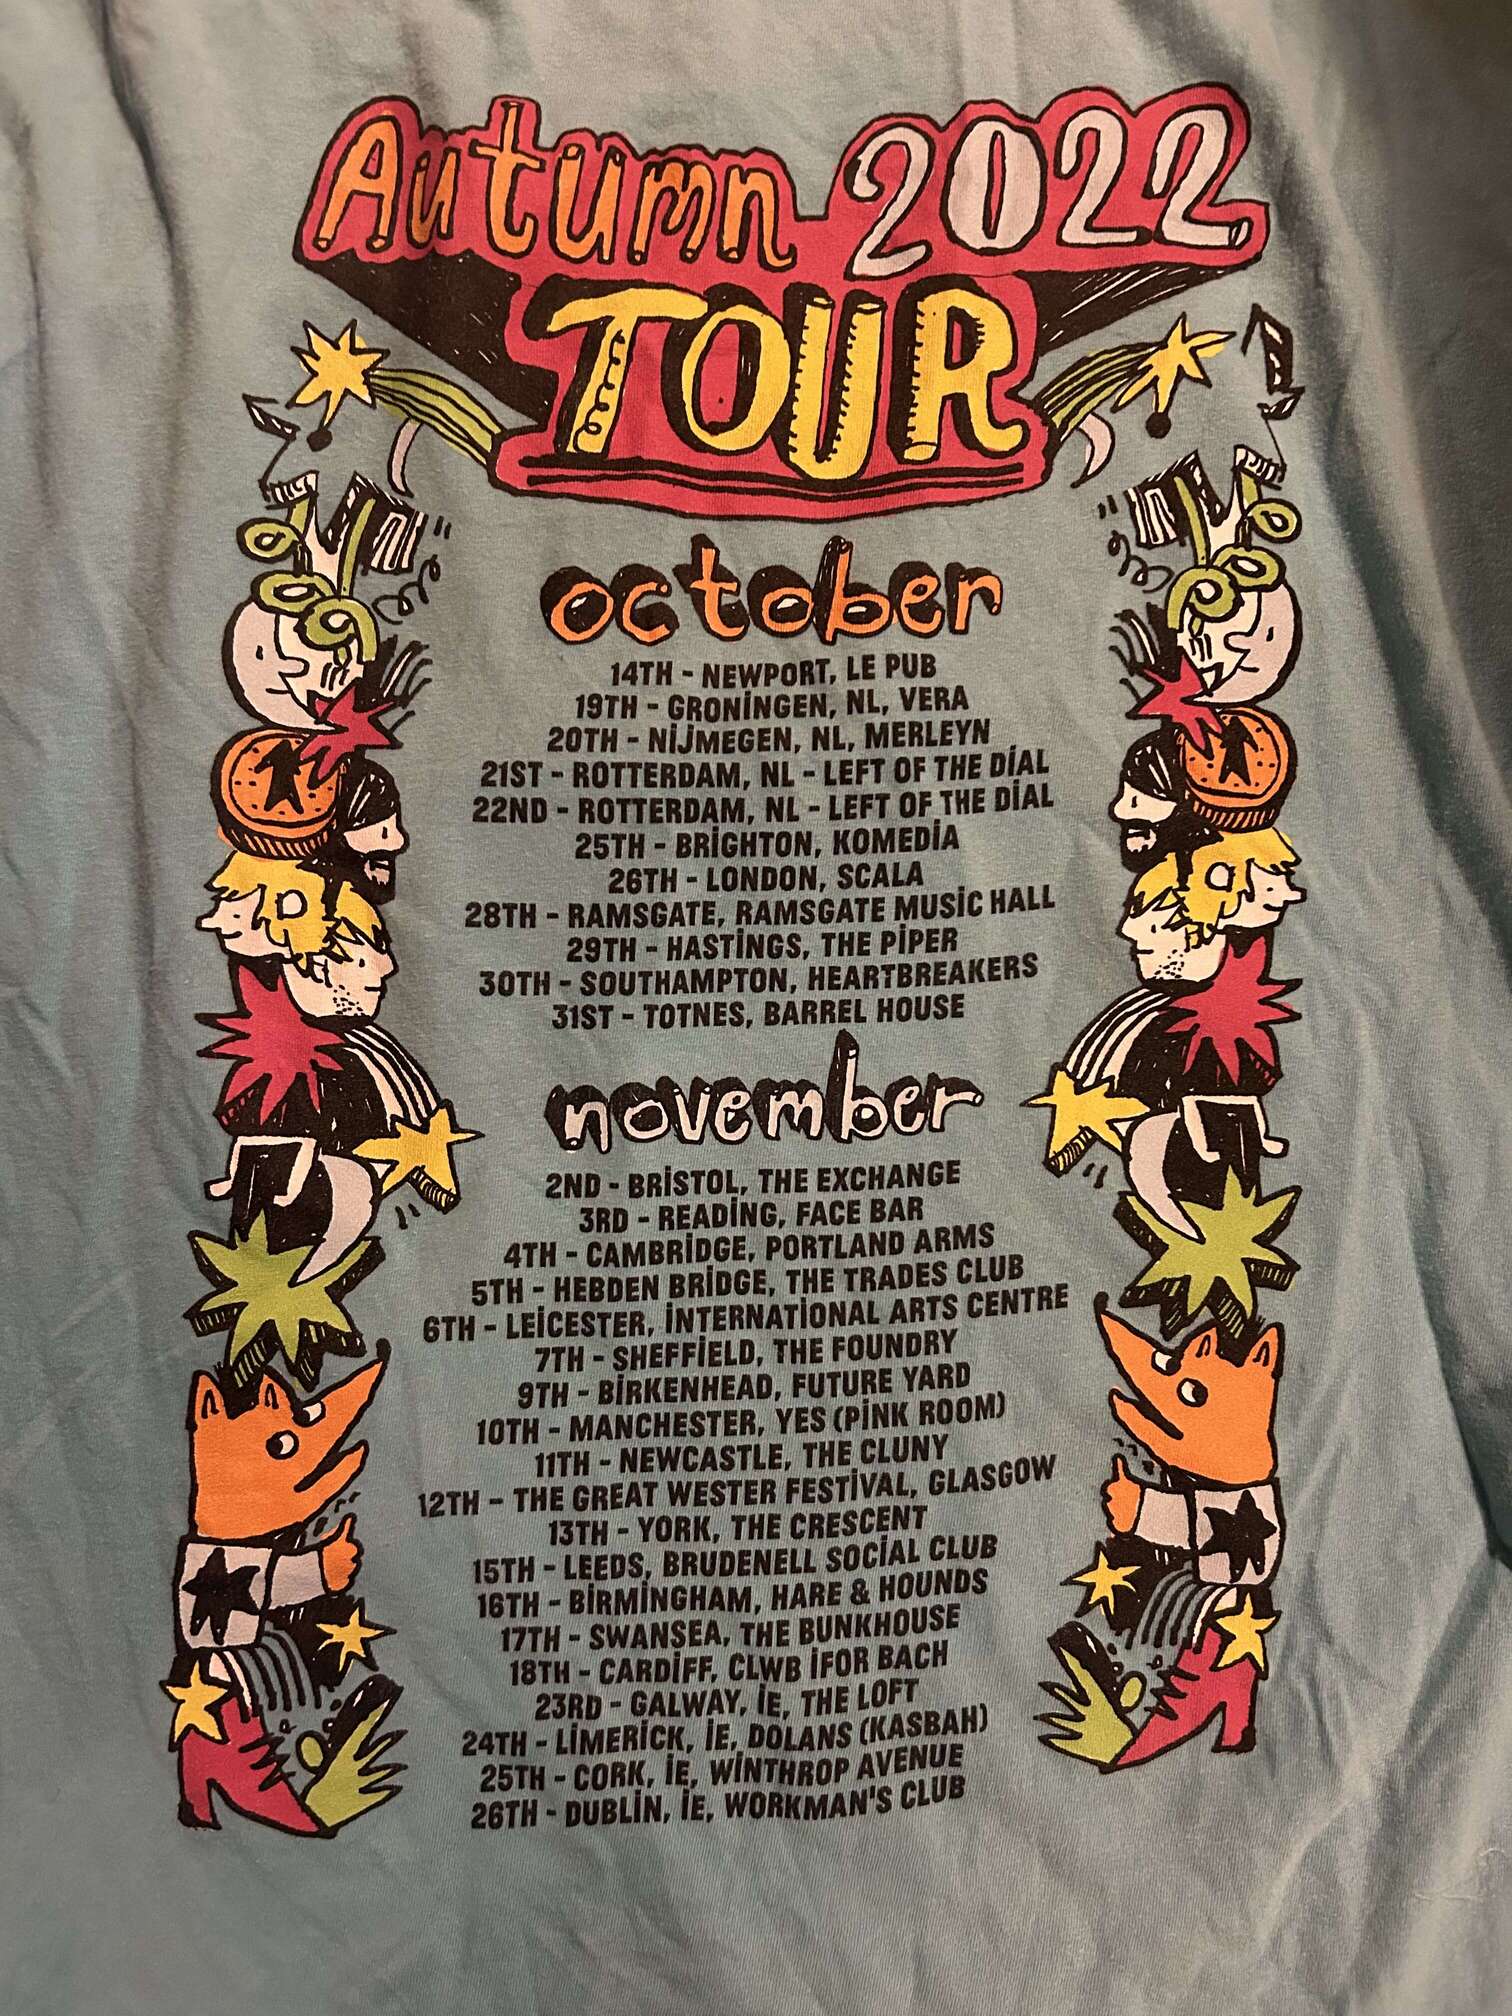 Autumn 2022
TOUR
october
14TH - NEWPORT, LE PUB
19TH - GRONINGEN, NL, VERA
20TH - NIJMEGEN, NL, MERLEYN
21ST - ROTTERDAM, NL - LEFT OF THE DIAL
22ND - ROTTERDAM, NL - LEFT OF THE DIAL
25TH - BRIGHTON, KOMEDIA
26TH - LONDON, SCALA
28TH - RAMSGATE, RAMSGATE MUSIC HALL
29TH - HASTINGS, THE PIPER
30TH - SOUTHAMPTON, HEARTBREAKERS
31ST - TOTNES, BARREL HOUSE
november
2ND - BRISTOL, THE EXCHANGE
3RD - READING, FACE BAR
4TH - CAMBRIDGE, PORTLAND ARMS
5TH - HEBDEN BRIDGE, THE TRADES CLUB
6TH - LEICESTER, INTERNATIONAL ARTS CENTRE
7TH - SHEFFIELD, THE FOUNDRY
9TH - BIRKENHEAD, FUTURE YARD
10TH - MANCHESTER, YES (PINK ROOM)
11TH - NEWCASTLE, THE CLUNY
12TH - THE GREAT WESTER FESTIVAL, GLASGOW
13TH - YORK, THE CRESCENT
15TH - LEEDS, BRUDENELL SOCIAL CLUB
16TH - BIRMINGHAM, HARE & HOUNDS
17TH - SWANSEA, THE BUNKHOUSE
18TH - CARDIFF, CLWB IFOR BACH
23RD - GALWAY, IE, THE LOFT
24TH - LIMERICK, IE, DOLANS (KASBAH)
25TH - CORK, IE, WINTHROP AVENUE
26TH - DUBLIN, IE, WORKMAN'S CLUB